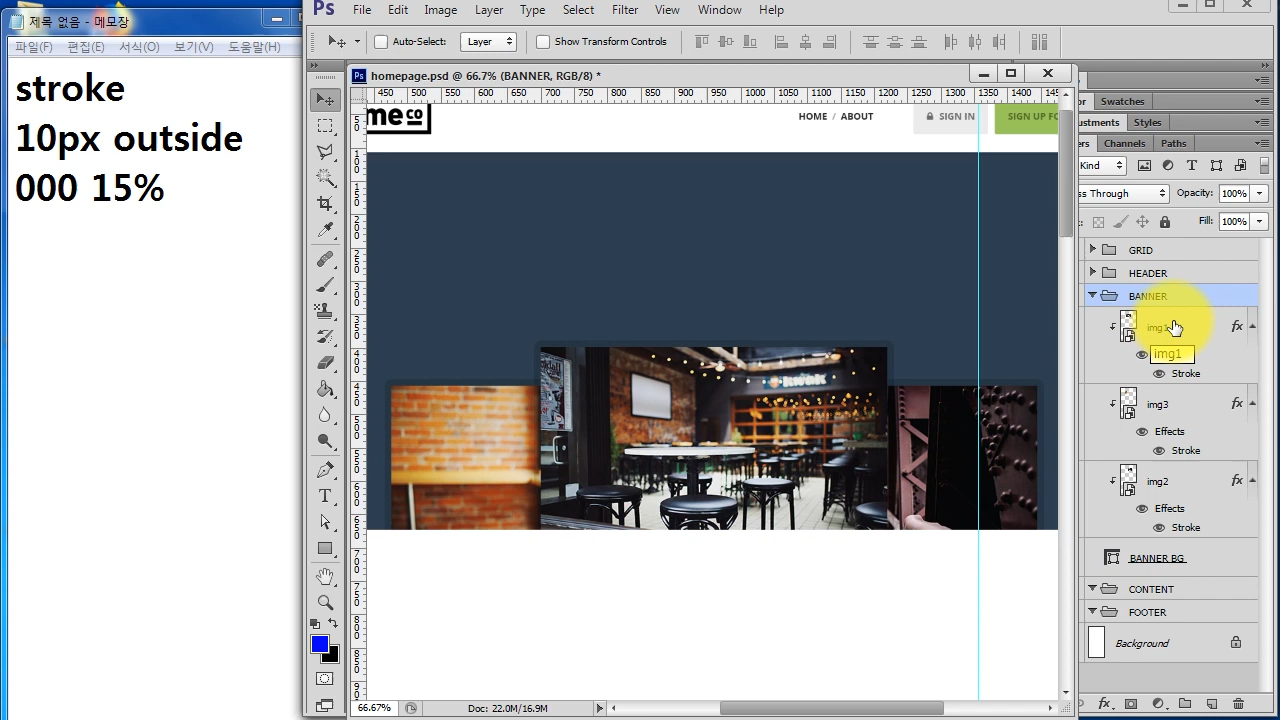 제목 없음 - 메모장
파일(F) 편집(E) 서식(O) 보기(V) 도움말(H)
stroke
10px outside
000 15%
Ps File Edit Image Layer Type Select Filter View Window Help
Auto-Select: Layer Show Transform Controls
Ps homepage.psd @ 66.7% (BANNER, RGB/8) *
450 500 550 600 650 700 750 800 850 900 950 1000 1050 1100 1150 1200 1250 1300 1350 1400
meco
HOME / ABOUT SIGN IN SIGN UP FO
Swatches
Styles
Channels Paths
Kind
ss Through Opacity: 100%
Fill: 100%
GRID
HEADER
BANNER
img1
img1
Stroke
img3
Effects
Stroke
img2
Effects
Stroke
BANNER BG
CONTENT
FOOTER
Background
66.67% Doc: 22.0M/16.9M